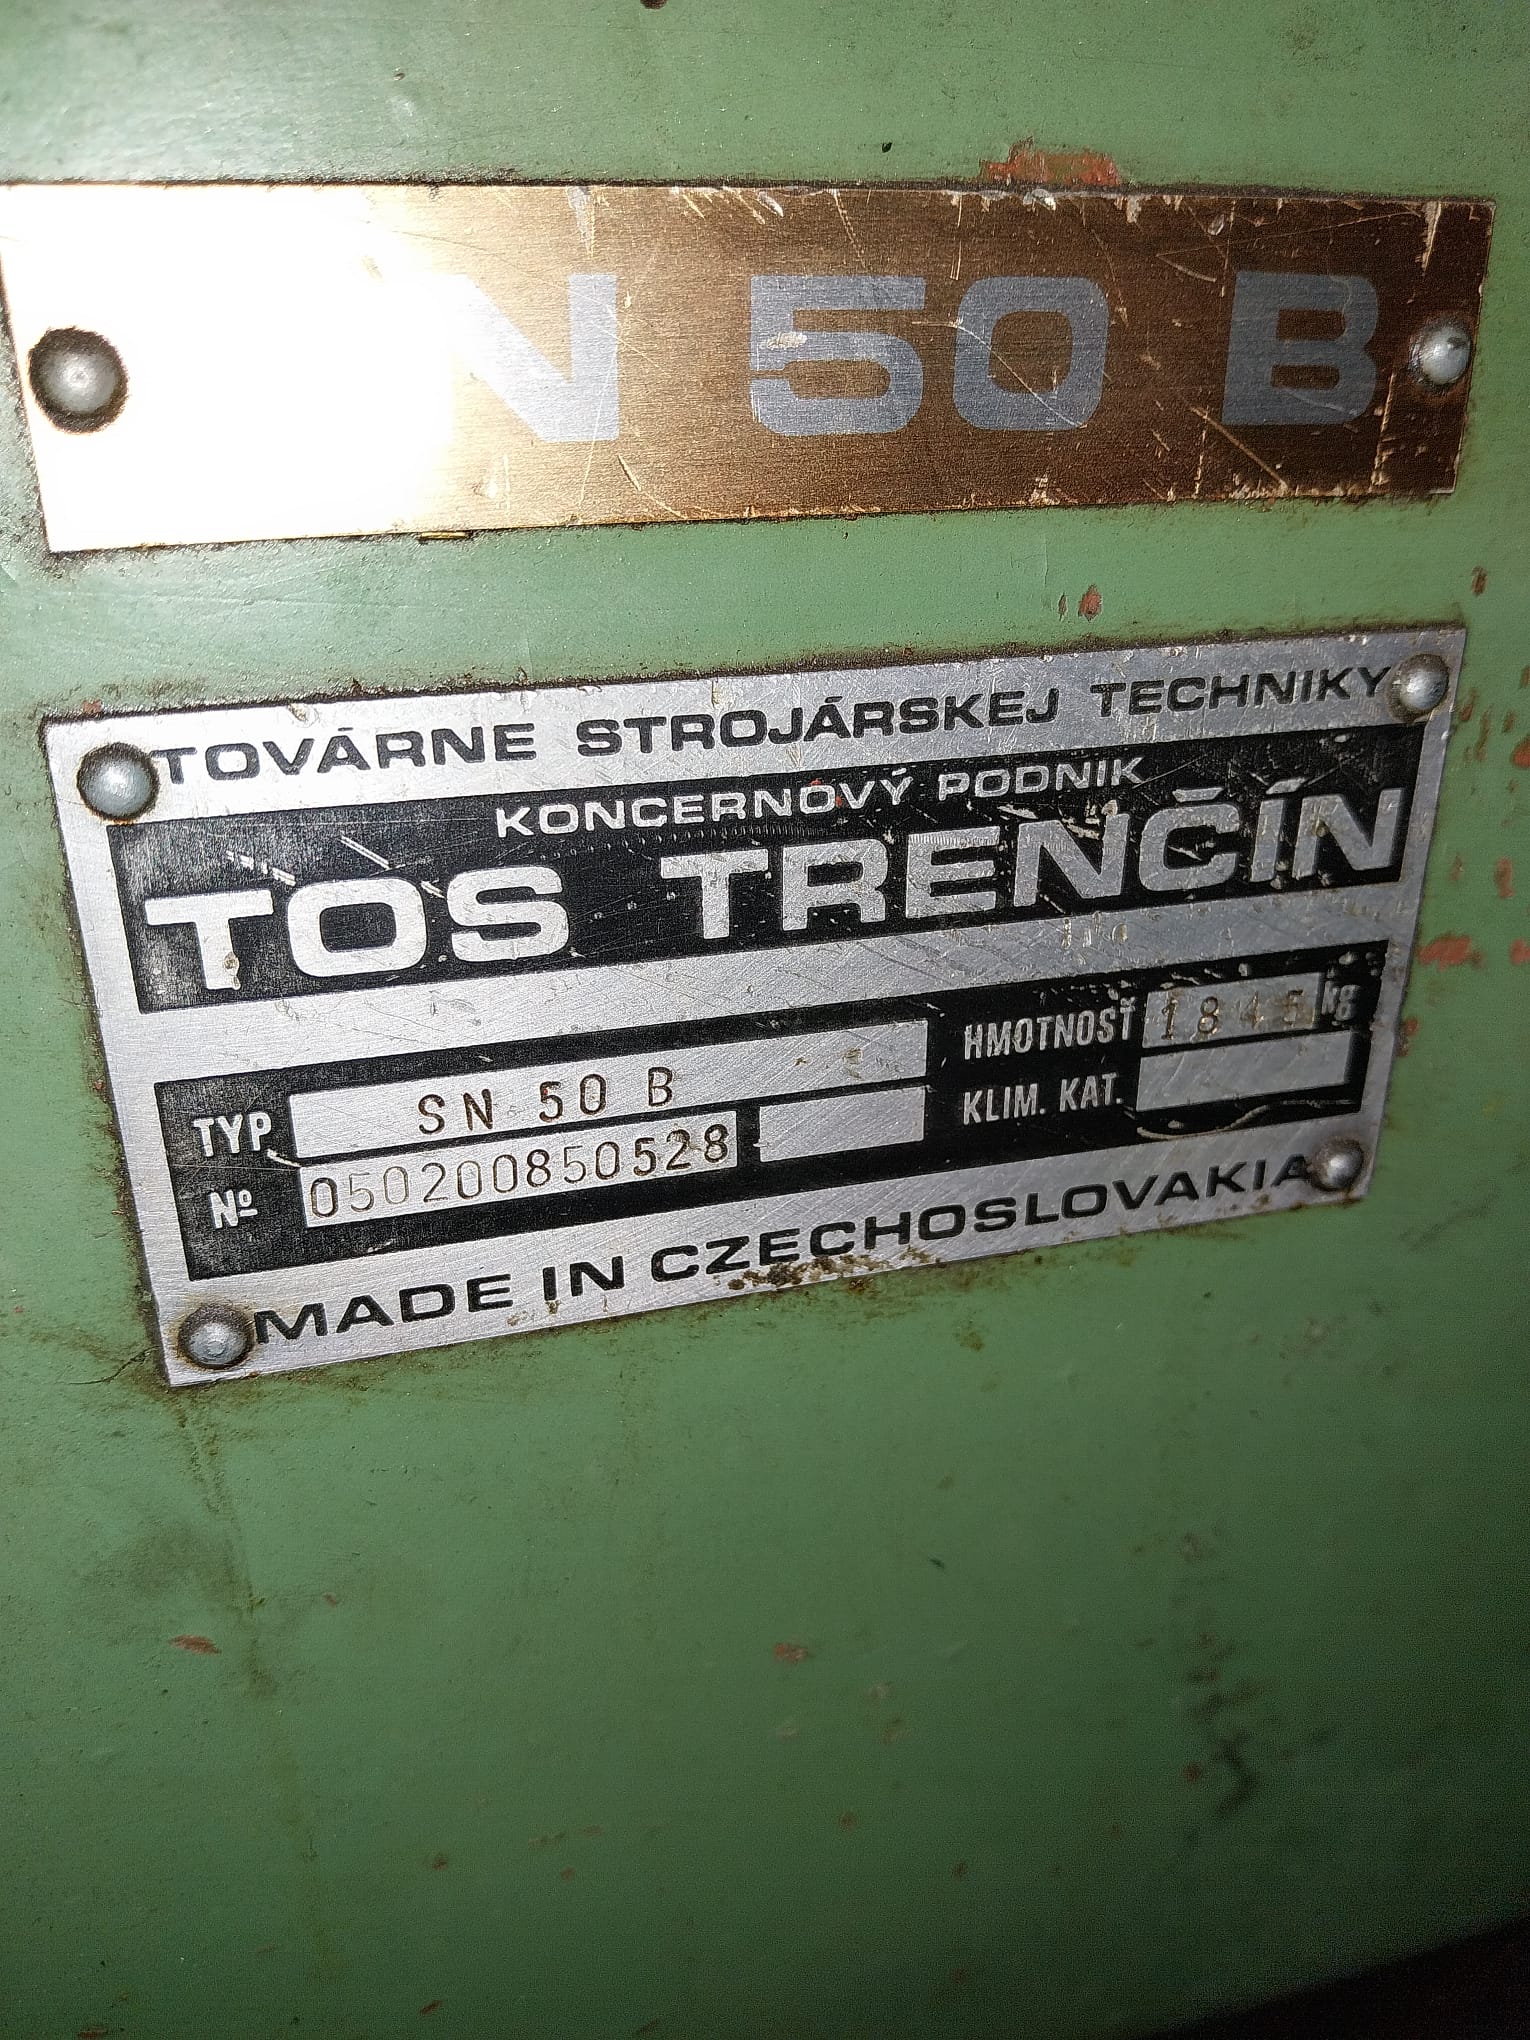 N 50 B
TOVÁRNE STROJÁRSKEJ TECHNIKY
KONCERNOVÝ PODNIK
TOS TRENČÍN
TYP SN 50 B
HMOTNOSŤ 1845 kg
Nº 050200850528
KLIM. KAT.
MADE IN CZECHOSLOVAKIA